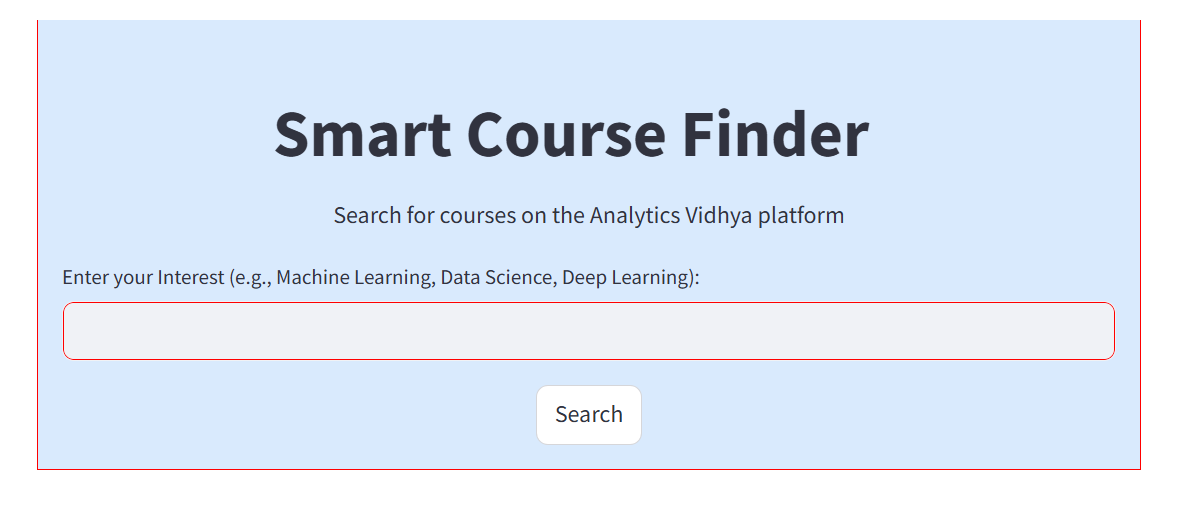 Smart Course Finder
Search for courses on the Analytics Vidhya platform
Enter your Interest (e.g., Machine Learning, Data Science, Deep Learning):
Search